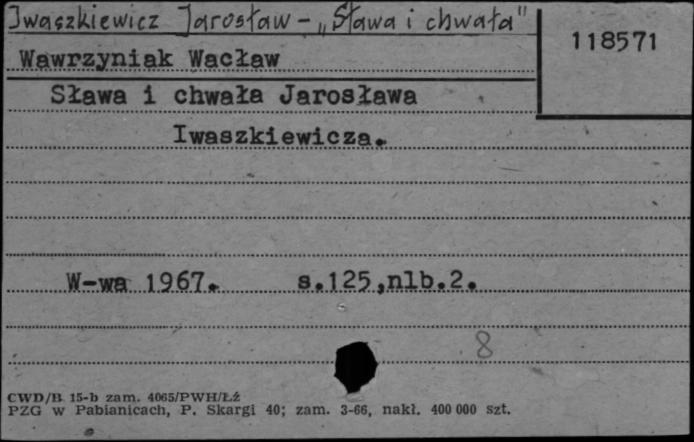 Iwaszkiewicz Jarosław - „Sława i chwała"
118571
Wawrzyniak Wacław
Sława i chwała Jarosława
Iwaszkiewicza.
W-wa 1967. s.125,nlb.2.
8
CWD/B 15-b zam. 4065/PWH/Łź
PZG w Pabianicach, P. Skargi 40; zam. 3-66, nakł. 400 000 szt.